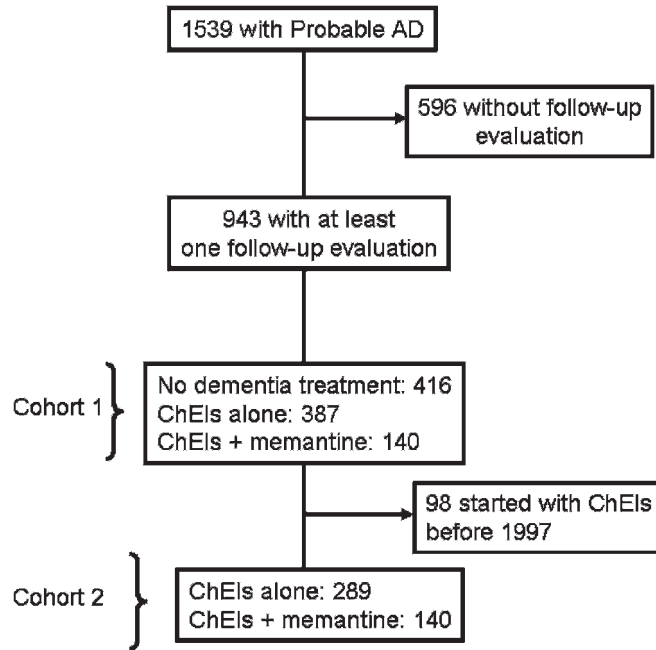 1539 with Probable AD
596 without follow-up
evaluation
943 with at least
one follow-up evaluation
Cohort 1
No dementia treatment: 416
ChEIs alone: 387
ChEIs + memantine: 140
98 started with ChEIs
before 1997
Cohort 2
ChEIs alone: 289
ChEIs + memantine: 140